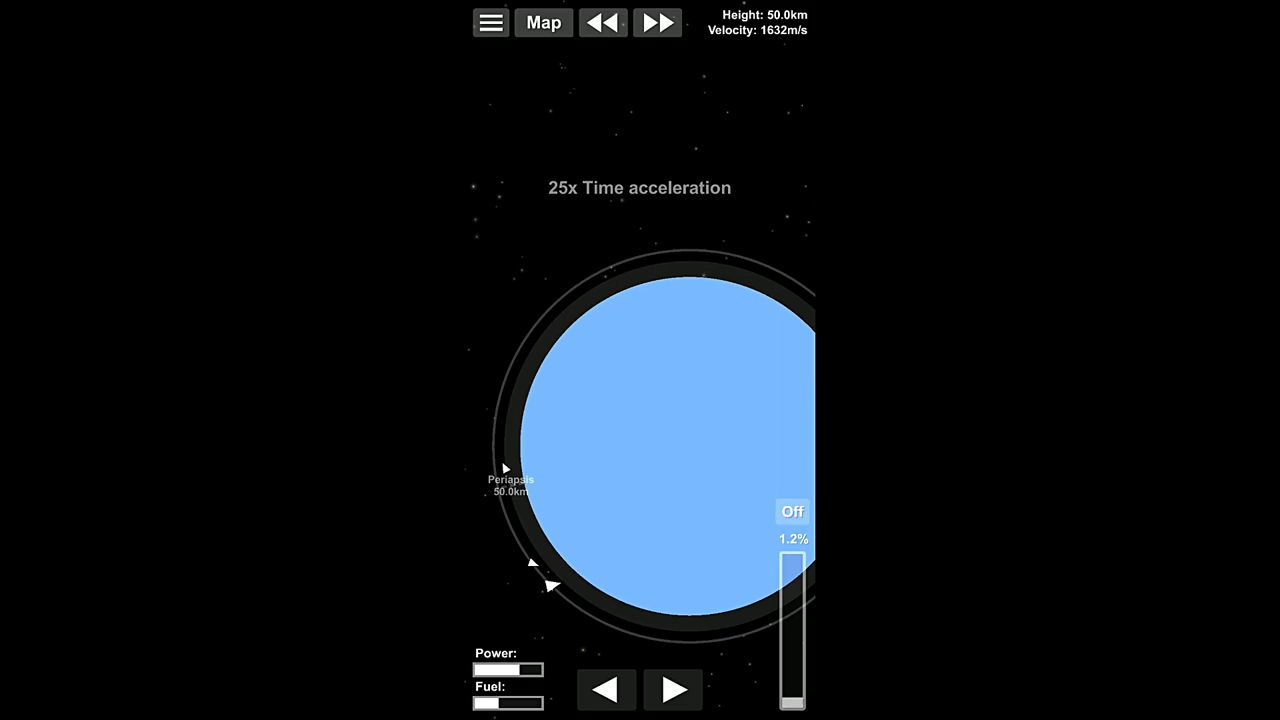 Map
Height: 50.0km
Velocity: 1632m/s
25x Time acceleration
Periapsis
50.0km
Off
1.2%
Power:
Fuel: